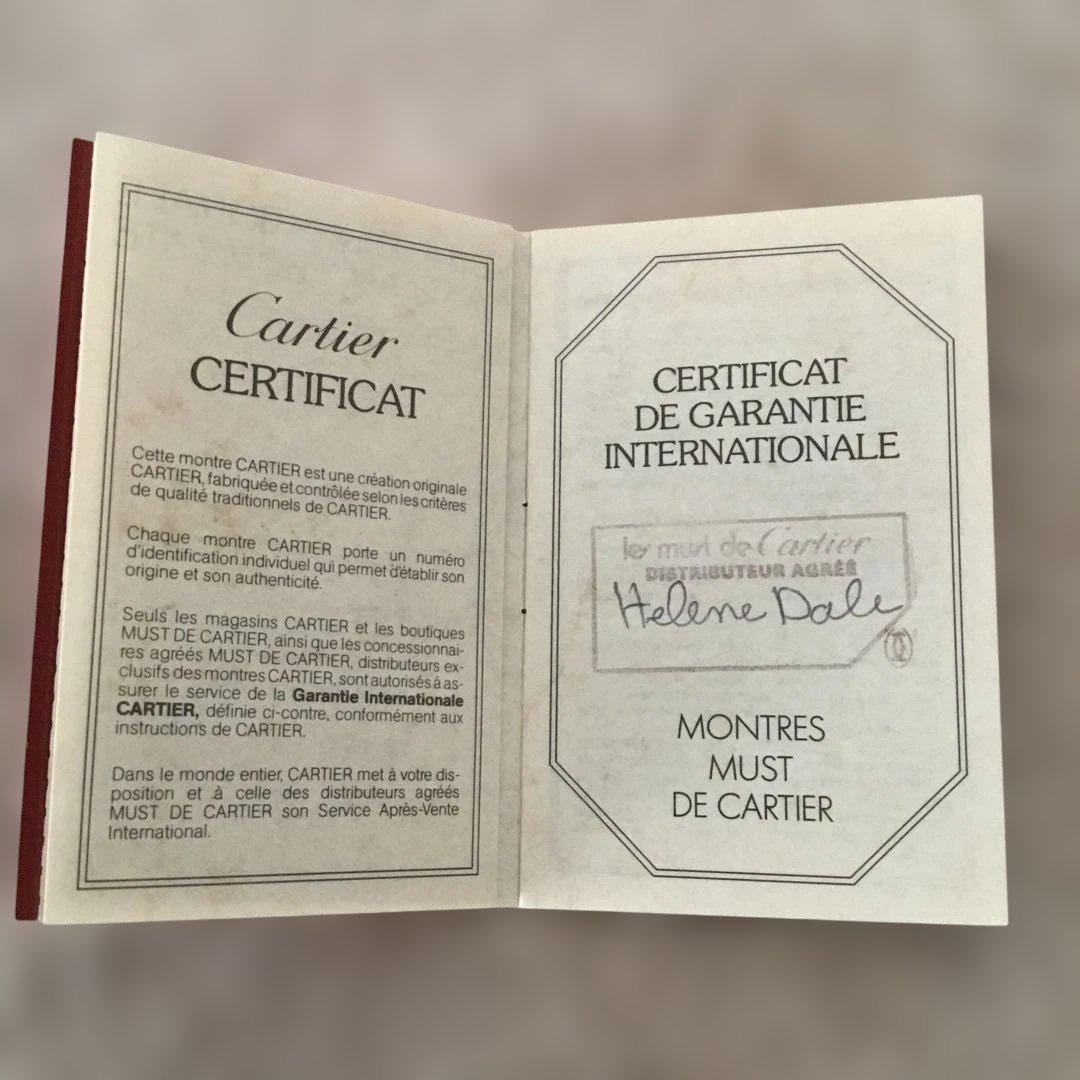 Cartier
CERTIFICAT
Cette montre CARTIER est une création originale
CARTIER, fabriquée et contrôlée selon les critères
de qualité traditionnels de CARTIER.
Chaque montre CARTIER porte un numéro
d'identification individuel qui permet d'établir son
origine et son authenticité.
Seuls les magasins CARTIER et les boutiques
MUST DE CARTIER, ainsi que les concessionnai-
res agréés MUST DE CARTIER, distributeurs ex-
clusifs des montres CARTIER, sont autorisés à as-
surer le service de la Garantie Internationale
CARTIER, définie ci-contre, conformément aux
instructions de CARTIER.
Dans le monde entier, CARTIER met à votre dis-
position et à celle des distributeurs agréés
MUST DE CARTIER son Service Après-Vente
International.
CERTIFICAT
DE GARANTIE
INTERNATIONALE
les must de Cartier
DISTRIBUTEUR AGRÉÉ
Helene Dale
MONTRES
MUST
DE CARTIER